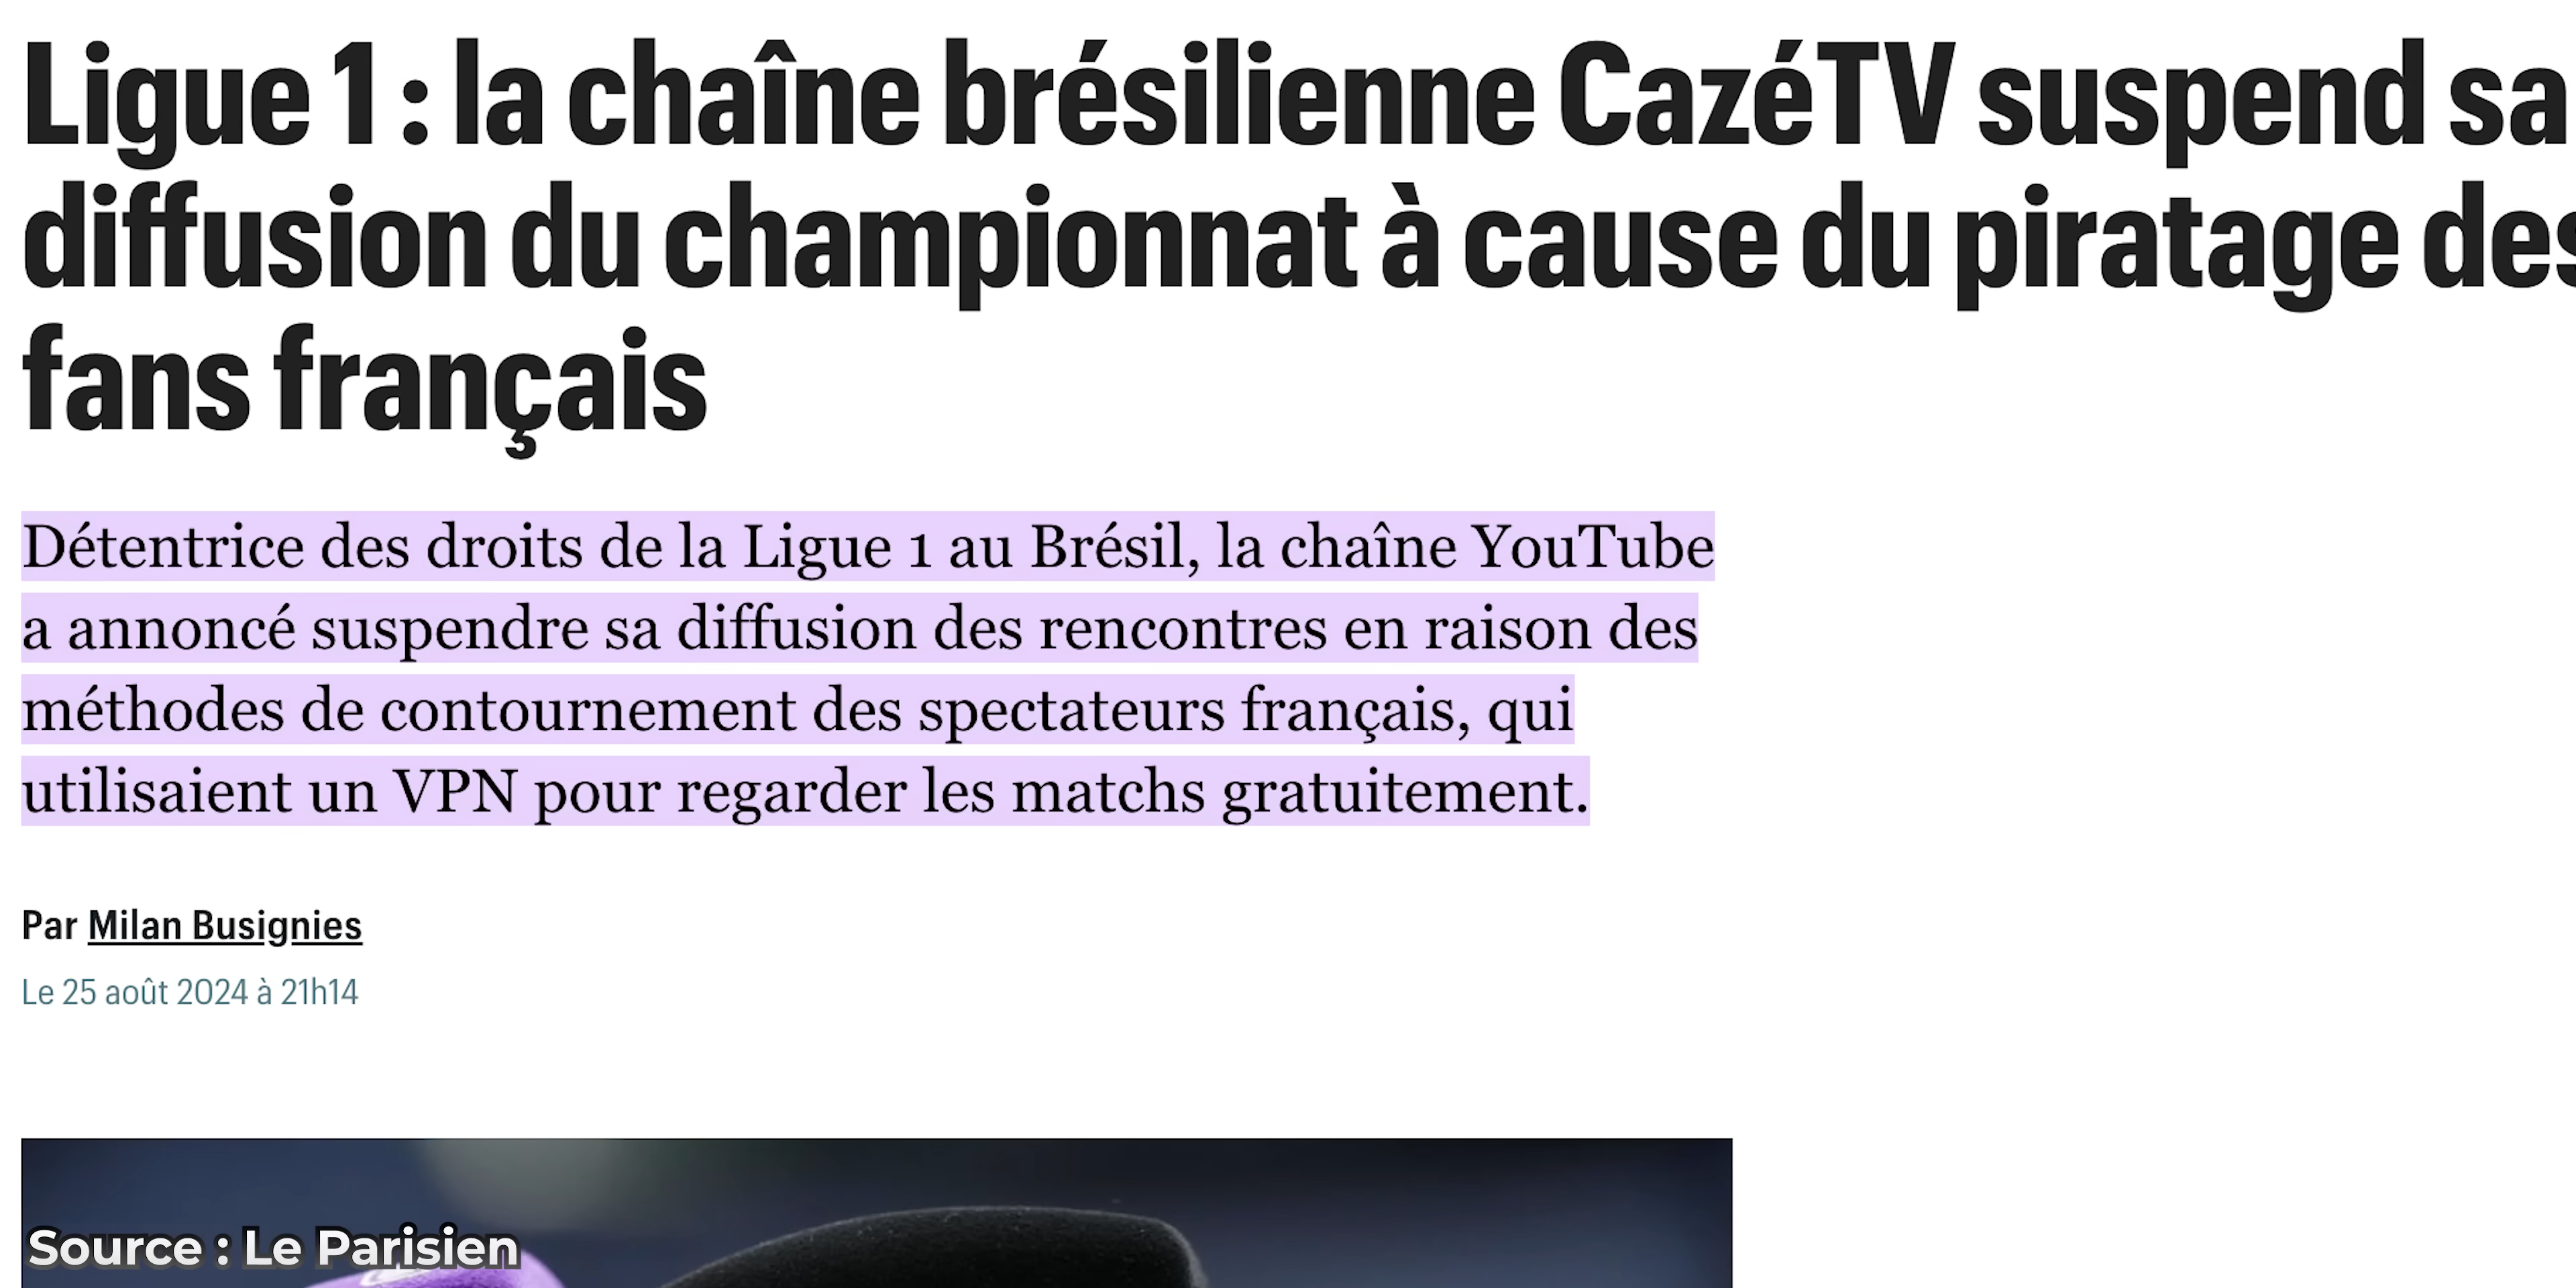 Ligue 1 : la chaîne brésilienne CazéTV suspend sa
diffusion du championnat à cause du piratage des
fans français
Détentrice des droits de la Ligue 1 au Brésil, la chaîne YouTube
a annoncé suspendre sa diffusion des rencontres en raison des
méthodes de contournement des spectateurs français, qui
utilisaient un VPN pour regarder les matchs gratuitement.
Par Milan Busignies
Le 25 août 2024 à 21h14
Source : Le Parisien